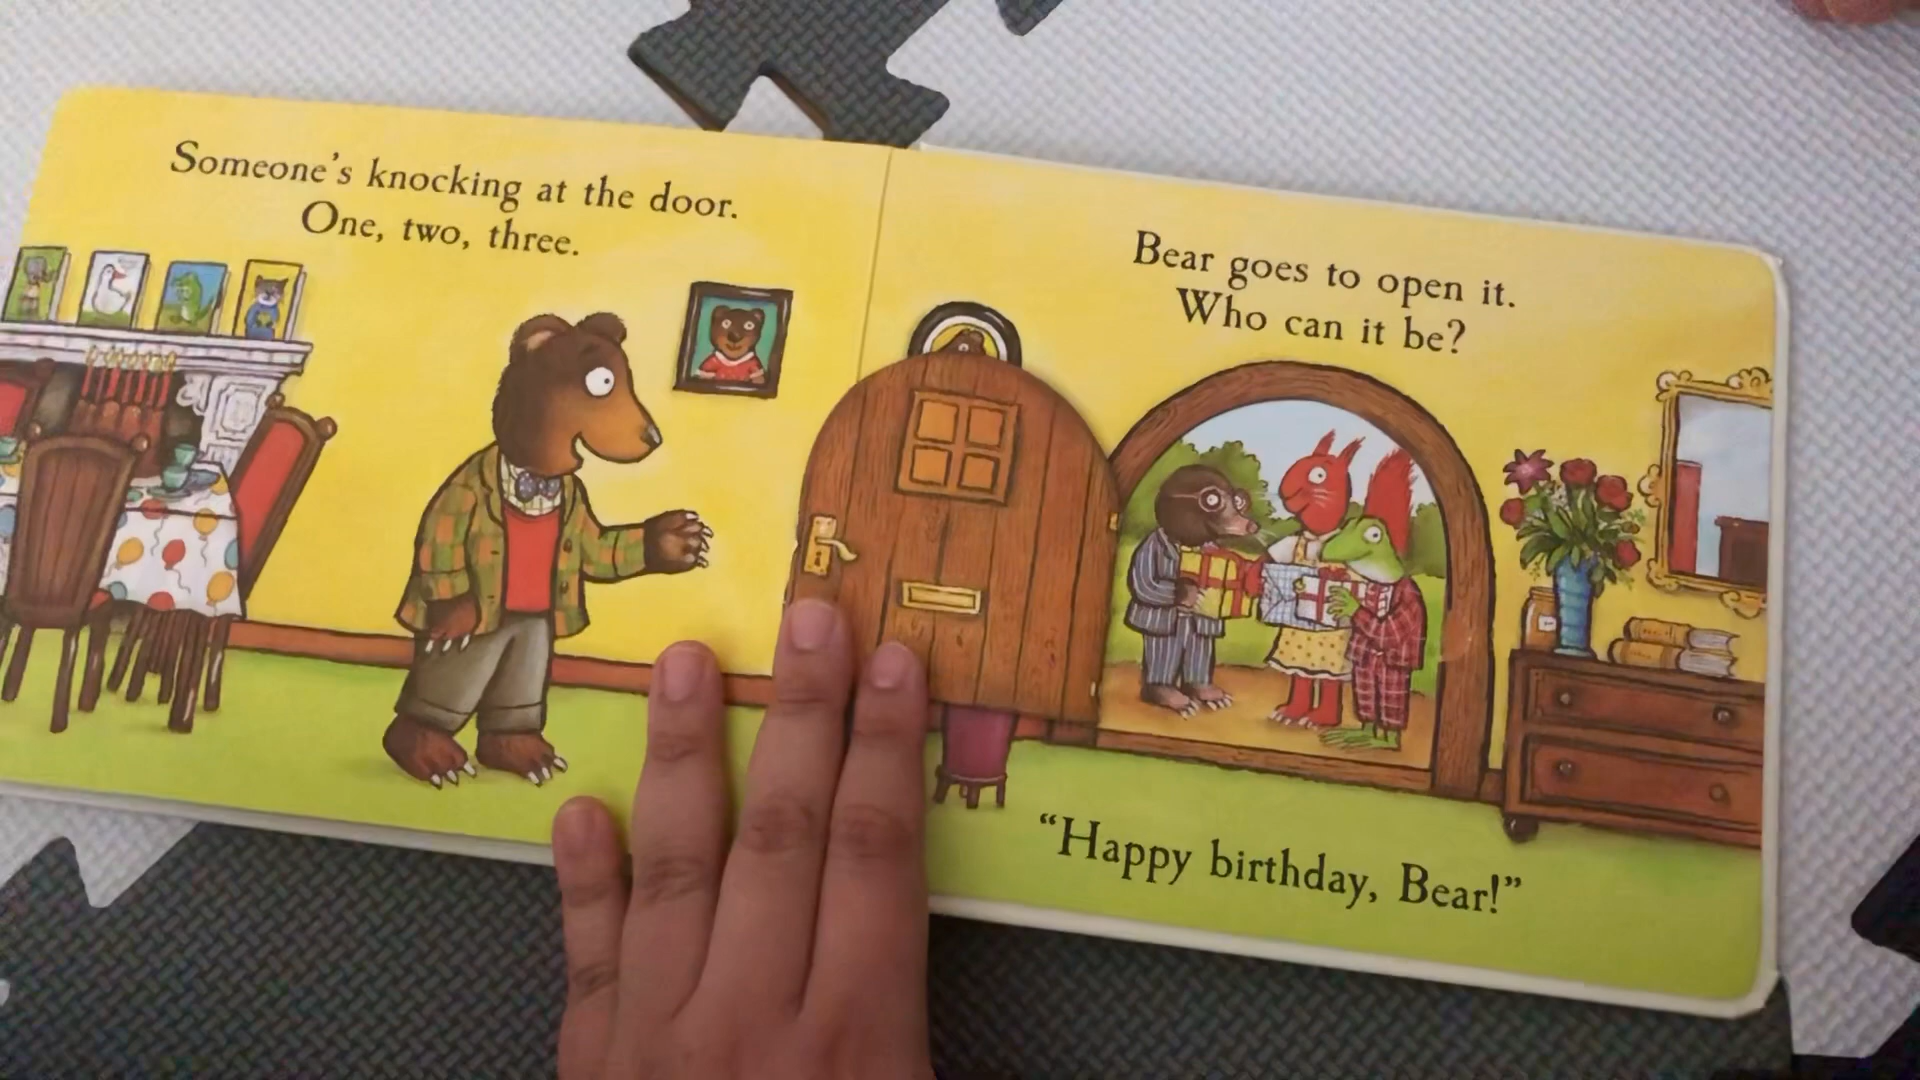 Someone's knocking at the door.
One, two, three.
Bear goes to open it.
Who can it be?
“Happy birthday, Bear!”